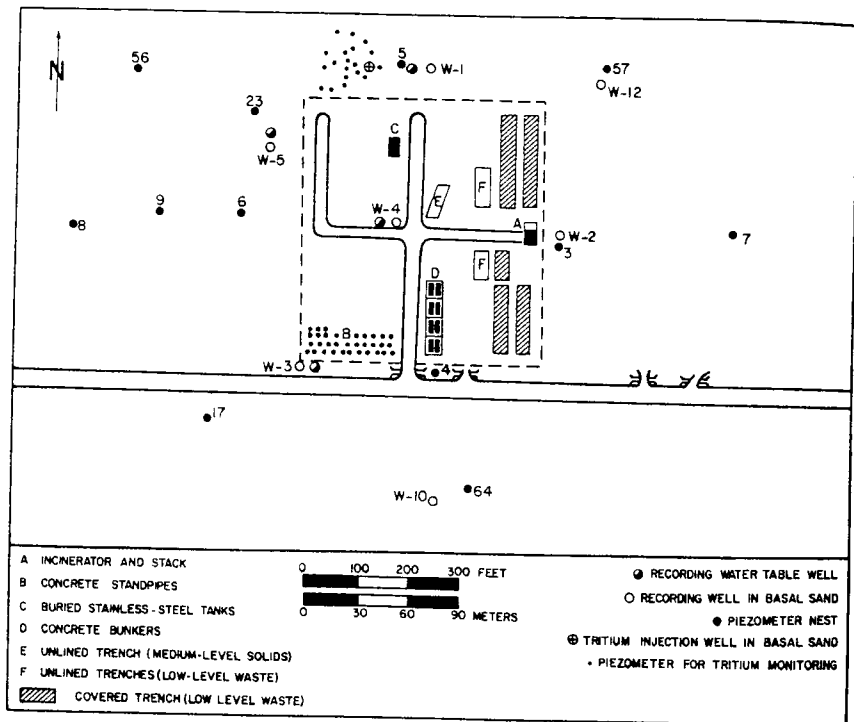 56
5
W-1
57
W-12
N
23
C
W-5
F
E
9
6
W-4
A
8
W-2
3
7
F
D
B
W-3
4
17
W-10
64
A INCINERATOR AND STACK
B CONCRETE STANDPIPES
C BURIED STAINLESS-STEEL TANKS
D CONCRETE BUNKERS
E UNLINED TRENCH (MEDIUM-LEVEL SOLIDS)
F UNLINED TRENCHES (LOW-LEVEL WASTE)
COVERED TRENCH (LOW LEVEL WASTE)
0 100 200 300 FEET
0 30 60 90 METERS
RECORDING WATER TABLE WELL
RECORDING WELL IN BASAL SAND
PIEZOMETER NEST
TRITIUM INJECTION WELL IN BASAL SAND
PIEZOMETER FOR TRITIUM MONITORING